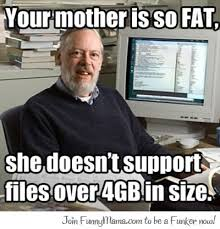 Your mother is so FAT,
she doesn't support
files over 4GB in size.
Join FunnyMama.com to be a Funker now!